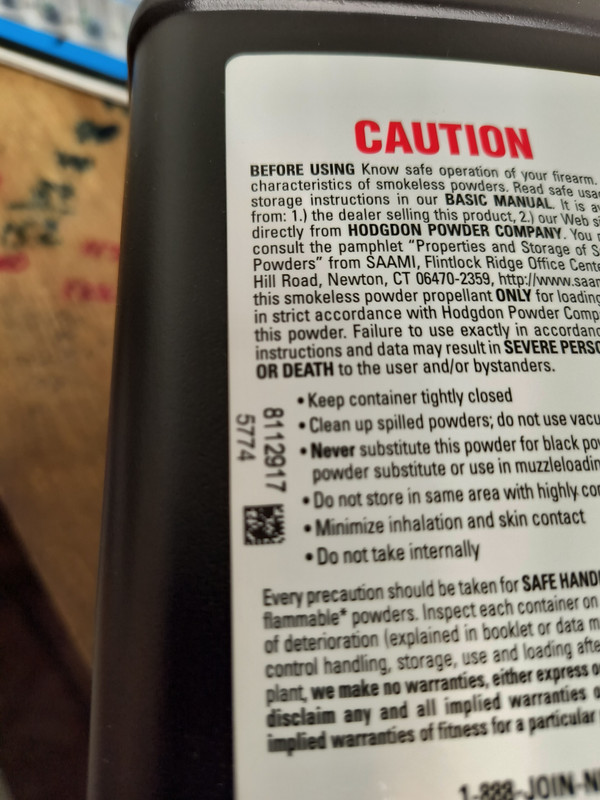 CAUTION
BEFORE USING Know safe operation of your firearm.
characteristics of smokeless powders. Read safe usa
storage instructions in our BASIC MANUAL. It is a
from: 1.) the dealer selling this product, 2.) our Web s
directly from HODGDON POWDER COMPANY. You
consult the pamphlet "Properties and Storage of S
Powders" from SAAMI, Flintlock Ridge Office Cent
Hill Road, Newton, CT 06470-2359, http://www.saa
this smokeless powder propellant ONLY for loading
in strict accordance with Hodgdon Powder Comp
this powder. Failure to use exactly in accordanc
instructions and data may result in SEVERE PERSO
OR DEATH to the user and/or bystanders.
• Keep container tightly closed
• Clean up spilled powders; do not use vacu
• Never substitute this powder for black po
powder substitute or use in muzzleloadin
• Do not store in same area with highly co
• Minimize inhalation and skin contact
• Do not take internally
8112917
5774
Every precaution should be taken for SAFE HAND
flammable* powders. Inspect each container on
of deterioration (explained in booklet or data m
control handling, storage, use and loading afte
plant, we make no warranties, either express o
disclaim any and all implied warranties o
implied warranties of fitness for a particular
1-888-JOIN-N